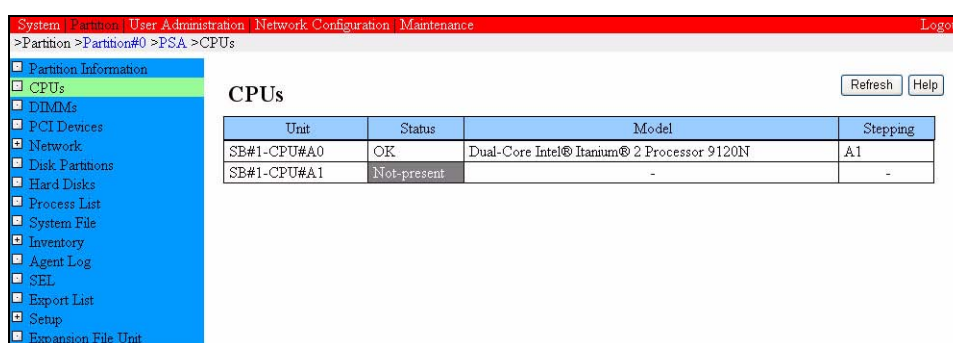 System | Partition | User Administration | Network Configuration | Maintenance Logo
>Partition >Partition#0 >PSA >CPUs
Partition Information
CPUs
DIMMs
PCI Devices
Network
Disk Partitions
Hard Disks
Process List
System File
Inventory
Agent Log
SEL
Export List
Setup
Expansion File Unit
CPUs
Refresh Help
Unit Status Model Stepping
SB#1-CPU#A0 OK Dual-Core Intel® Itanium® 2 Processor 9120N A1
SB#1-CPU#A1 Not-present - -